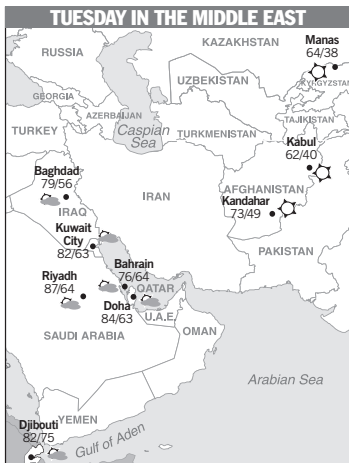 TUESDAY IN THE MIDDLE EAST
KAZAKHSTAN
Manas
64/38
RUSSIA
UZBEKISTAN
KYRGYZSTAN
GEORGIA
AZERBAIJAN
TAJIKISTAN
TURKEY
Caspian
Sea
TURKMENISTAN
Kabul
62/40
Baghdad
79/56
IRAN
AFGHANISTAN
Kandahar
73/49
IRAQ
Kuwait
City
82/63
PAKISTAN
Bahrain
76/64
Riyadh
87/64
QATAR
Doha
84/63
U.A.E.
SAUDI ARABIA
OMAN
Arabian Sea
YEMEN
Djibouti
82/75
Gulf of Aden